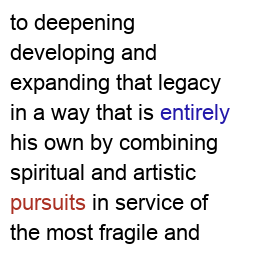 to deepening
developing and
expanding that legacy
in a way that is entirely
his own by combining
spiritual and artistic
pursuits in service of
the most fragile and